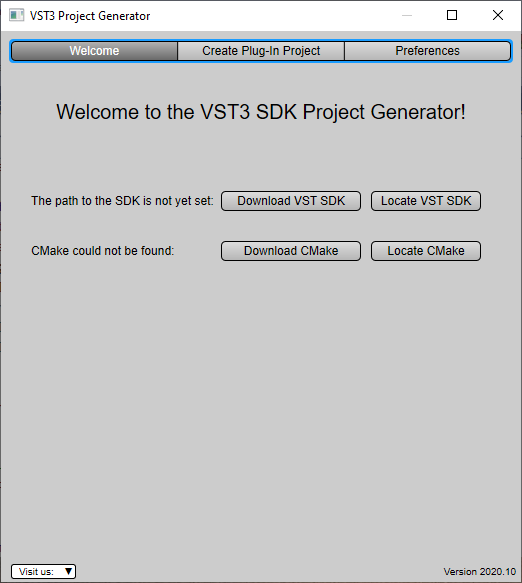 VST3 Project Generator
Welcome Create Plug-In Project Preferences
Welcome to the VST3 SDK Project Generator!
The path to the SDK is not yet set: Download VST SDK Locate VST SDK
CMake could not be found: Download CMake Locate CMake
Visit us: Version 2020.10